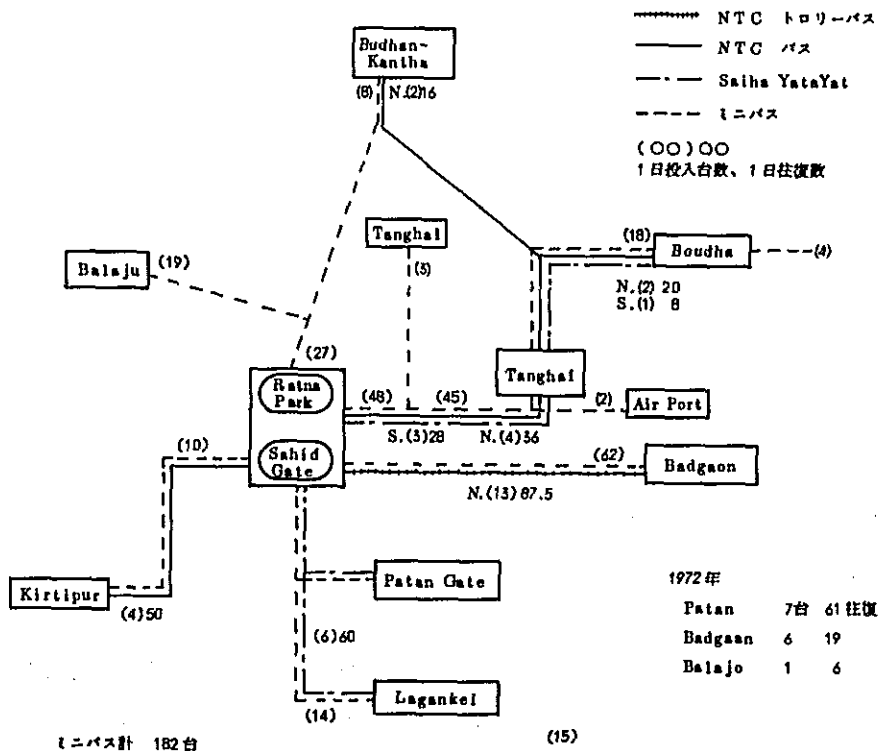 NTC トロリーバス
NTC バス
Saiha YataYat
ミニバス
(○○)○○
1日投入台数、1日往復数
Budhan-
Kantha
(8) N.(2)16
Tanghal
(3)
Balaju
(19)
(18)
Boudha
(4)
N.(2) 20
S.(1) 8
(27)
Ratna
Park
(48) (45)
Tanghal
(2)
Air Port
S.(3)28 N.(4)36
Sahid
Gate
(10)
(62)
Badgaon
N.(13)87.5
Kirtipur
(4)50
Patan Gate
(6)60
Lagankel
(14)
1972年
Patan 7台 61往復
Badgaan 6 19
Balajo 1 6
ミニバス計 182台
(15)